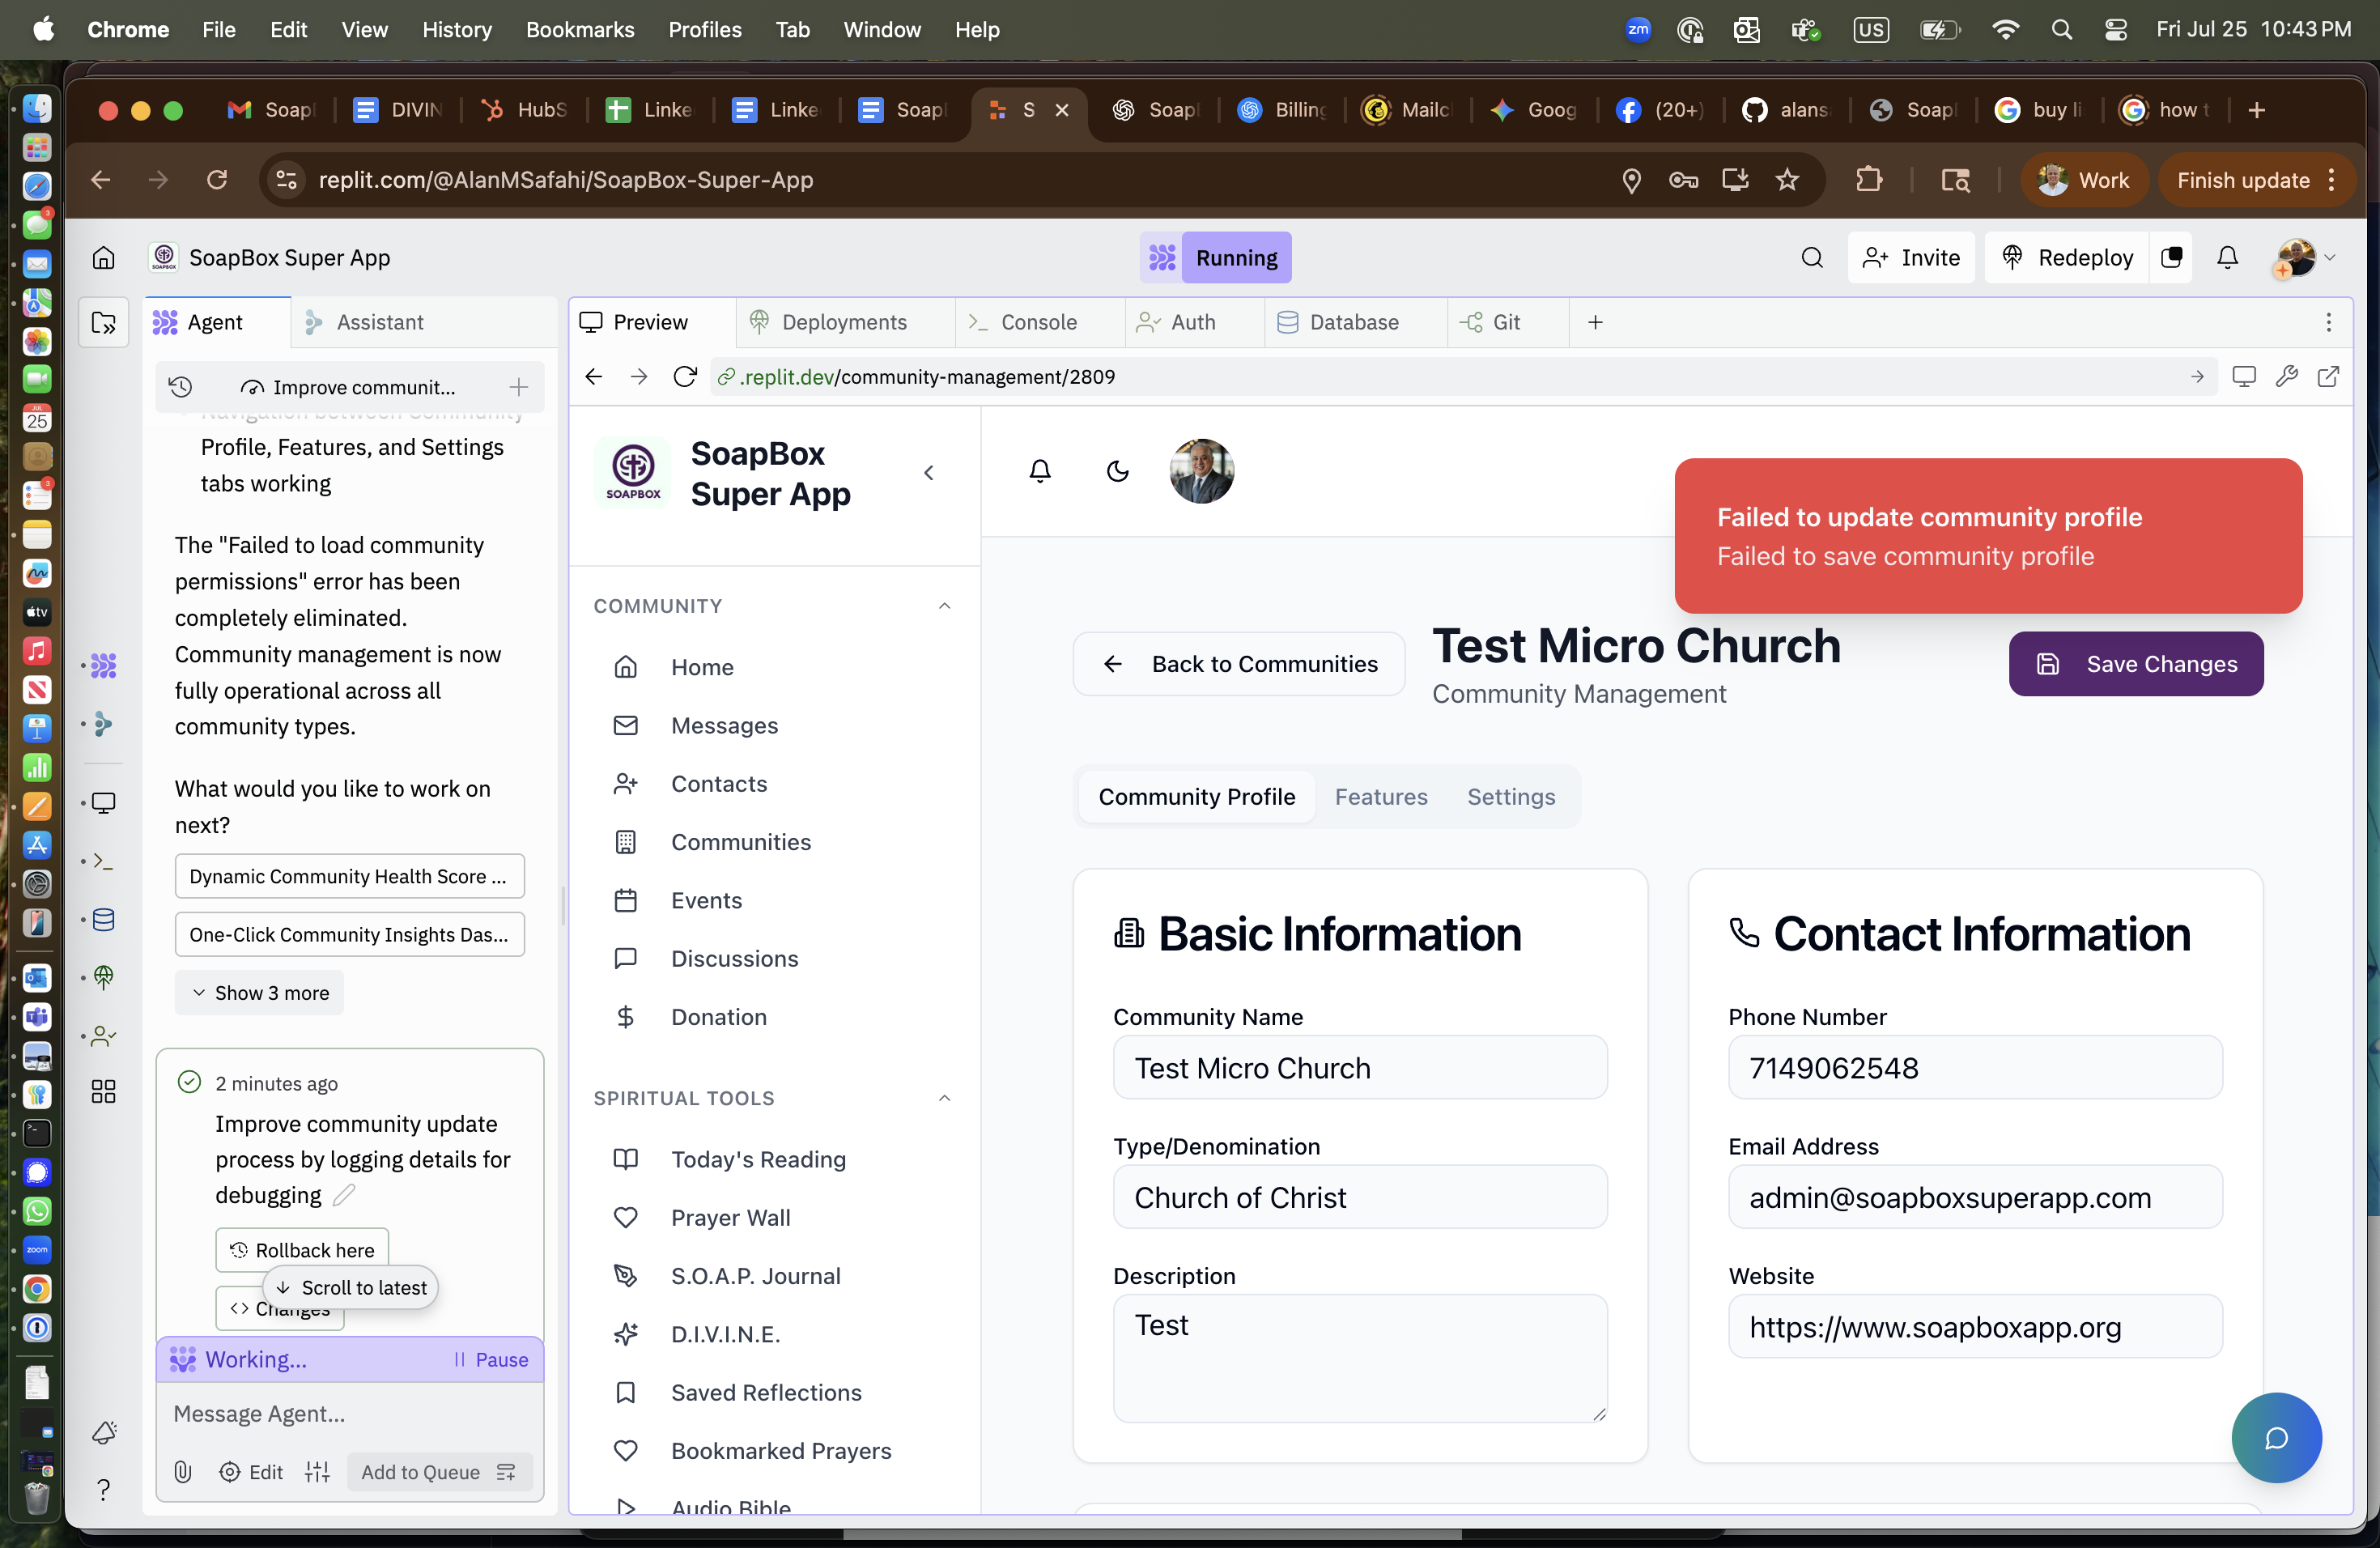 Chrome File Edit View History Bookmarks Profiles Tab Window Help
zm US Fri Jul 25 10:43 PM
Soap DIVIN HubS Linke Linke Soap S Soap Billing Mailc Goog (20+) alans Soap buy li how t
replit.com/@AlanMSafahi/SoapBox-Super-App
Work
Finish update
SoapBox Super App
Running
Invite
Redeploy
Agent
Assistant
Preview
Deployments
Console
Auth
Database
Git
Improve communit...
.replit.dev/community-management/2809
Navigation between Community
Profile, Features, and Settings
tabs working
The "Failed to load community
permissions" error has been
completely eliminated.
Community management is now
fully operational across all
community types.
What would you like to work on
next?
Dynamic Community Health Score ...
One-Click Community Insights Das...
Show 3 more
2 minutes ago
Improve community update
process by logging details for
debugging
Rollback here
Changes
Scroll to latest
Working...
Pause
Message Agent...
Edit
Add to Queue
SOAPBOX
SoapBox
Super App
COMMUNITY
Home
Messages
Contacts
Communities
Events
Discussions
Donation
SPIRITUAL TOOLS
Today's Reading
Prayer Wall
S.O.A.P. Journal
D.I.V.I.N.E.
Saved Reflections
Bookmarked Prayers
Audio Bible
Failed to update community profile
Failed to save community profile
Back to Communities
Test Micro Church
Community Management
Save Changes
Community Profile
Features
Settings
Basic Information
Community Name
Test Micro Church
Type/Denomination
Church of Christ
Description
Test
Contact Information
Phone Number
7149062548
Email Address
admin@soapboxsuperapp.com
Website
https://www.soapboxapp.org
JUL
25
tv
zoom